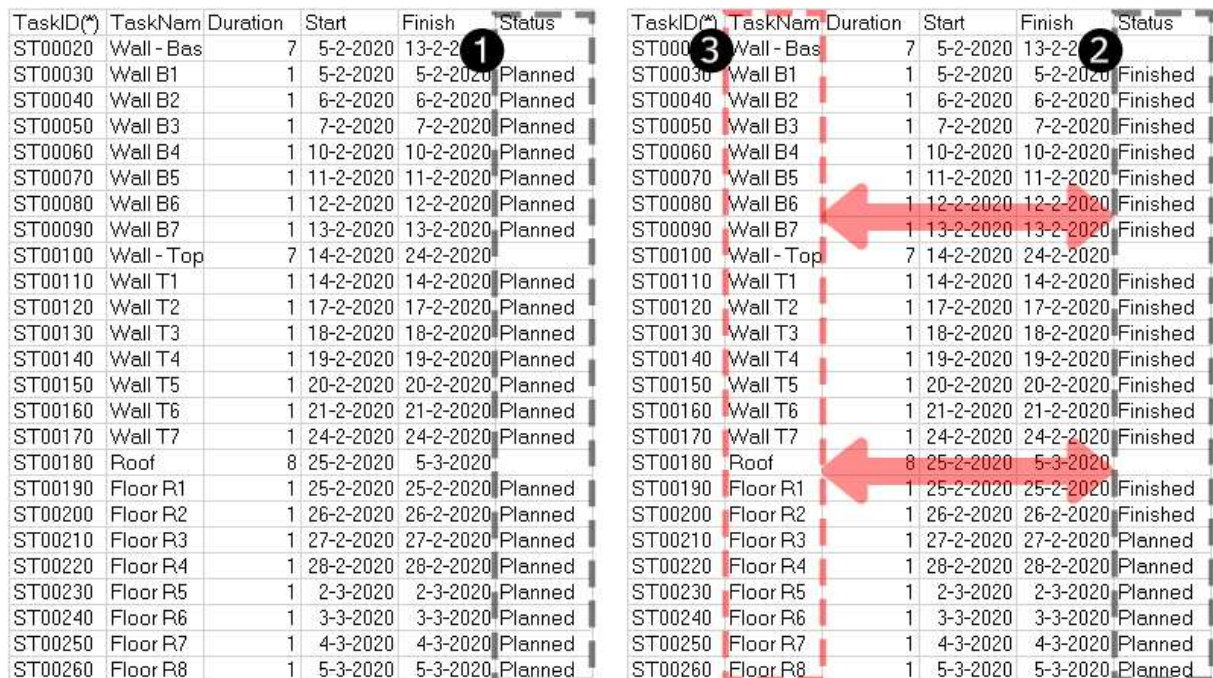 TaskID(*) TaskNam Duration Start Finish Status
ST00020 Wall - Bas 7 5-2-2020 13-2-2 1
ST00030 Wall B1 1 5-2-2020 5-2-2020 Planned
ST00040 Wall B2 1 6-2-2020 6-2-2020 Planned
ST00050 Wall B3 1 7-2-2020 7-2-2020 Planned
ST00060 Wall B4 1 10-2-2020 10-2-2020 Planned
ST00070 Wall B5 1 11-2-2020 11-2-2020 Planned
ST00080 Wall B6 1 12-2-2020 12-2-2020 Planned
ST00090 Wall B7 1 13-2-2020 13-2-2020 Planned
ST00100 Wall - Top 7 14-2-2020 24-2-2020
ST00110 Wall T1 1 14-2-2020 14-2-2020 Planned
ST00120 Wall T2 1 17-2-2020 17-2-2020 Planned
ST00130 Wall T3 1 18-2-2020 18-2-2020 Planned
ST00140 Wall T4 1 19-2-2020 19-2-2020 Planned
ST00150 Wall T5 1 20-2-2020 20-2-2020 Planned
ST00160 Wall T6 1 21-2-2020 21-2-2020 Planned
ST00170 Wall T7 1 24-2-2020 24-2-2020 Planned
ST00180 Roof 8 25-2-2020 5-3-2020
ST00190 Floor R1 1 25-2-2020 25-2-2020 Planned
ST00200 Floor R2 1 26-2-2020 26-2-2020 Planned
ST00210 Floor R3 1 27-2-2020 27-2-2020 Planned
ST00220 Floor R4 1 28-2-2020 28-2-2020 Planned
ST00230 Floor R5 1 2-3-2020 2-3-2020 Planned
ST00240 Floor R6 1 3-3-2020 3-3-2020 Planned
ST00250 Floor R7 1 4-3-2020 4-3-2020 Planned
ST00260 Floor R8 1 5-3-2020 5-3-2020 Planned
TaskID(*) TaskNam Duration Start Finish Status
ST00 3 Wall - Bas 7 5-2-2020 13-2-2 2
ST00030 Wall B1 1 5-2-2020 5-2-2020 Finished
ST00040 Wall B2 1 6-2-2020 6-2-2020 Finished
ST00050 Wall B3 1 7-2-2020 7-2-2020 Finished
ST00060 Wall B4 1 10-2-2020 10-2-2020 Finished
ST00070 Wall B5 1 11-2-2020 11-2-2020 Finished
ST00080 Wall B6 1 12-2-2020 12-2-2020 Finished
ST00090 Wall B7 1 13-2-2020 13-2-2020 Finished
ST00100 Wall - Top 7 14-2-2020 24-2-2020
ST00110 Wall T1 1 14-2-2020 14-2-2020 Finished
ST00120 Wall T2 1 17-2-2020 17-2-2020 Finished
ST00130 Wall T3 1 18-2-2020 18-2-2020 Finished
ST00140 Wall T4 1 19-2-2020 19-2-2020 Finished
ST00150 Wall T5 1 20-2-2020 20-2-2020 Finished
ST00160 Wall T6 1 21-2-2020 21-2-2020 Finished
ST00170 Wall T7 1 24-2-2020 24-2-2020 Finished
ST00180 Roof 8 25-2-2020 5-3-2020
ST00190 Floor R1 1 25-2-2020 25-2-2020 Finished
ST00200 Floor R2 1 26-2-2020 26-2-2020 Finished
ST00210 Floor R3 1 27-2-2020 27-2-2020 Planned
ST00220 Floor R4 1 28-2-2020 28-2-2020 Planned
ST00230 Floor R5 1 2-3-2020 2-3-2020 Planned
ST00240 Floor R6 1 3-3-2020 3-3-2020 Planned
ST00250 Floor R7 1 4-3-2020 4-3-2020 Planned
ST00260 Floor R8 1 5-3-2020 5-3-2020 Planned